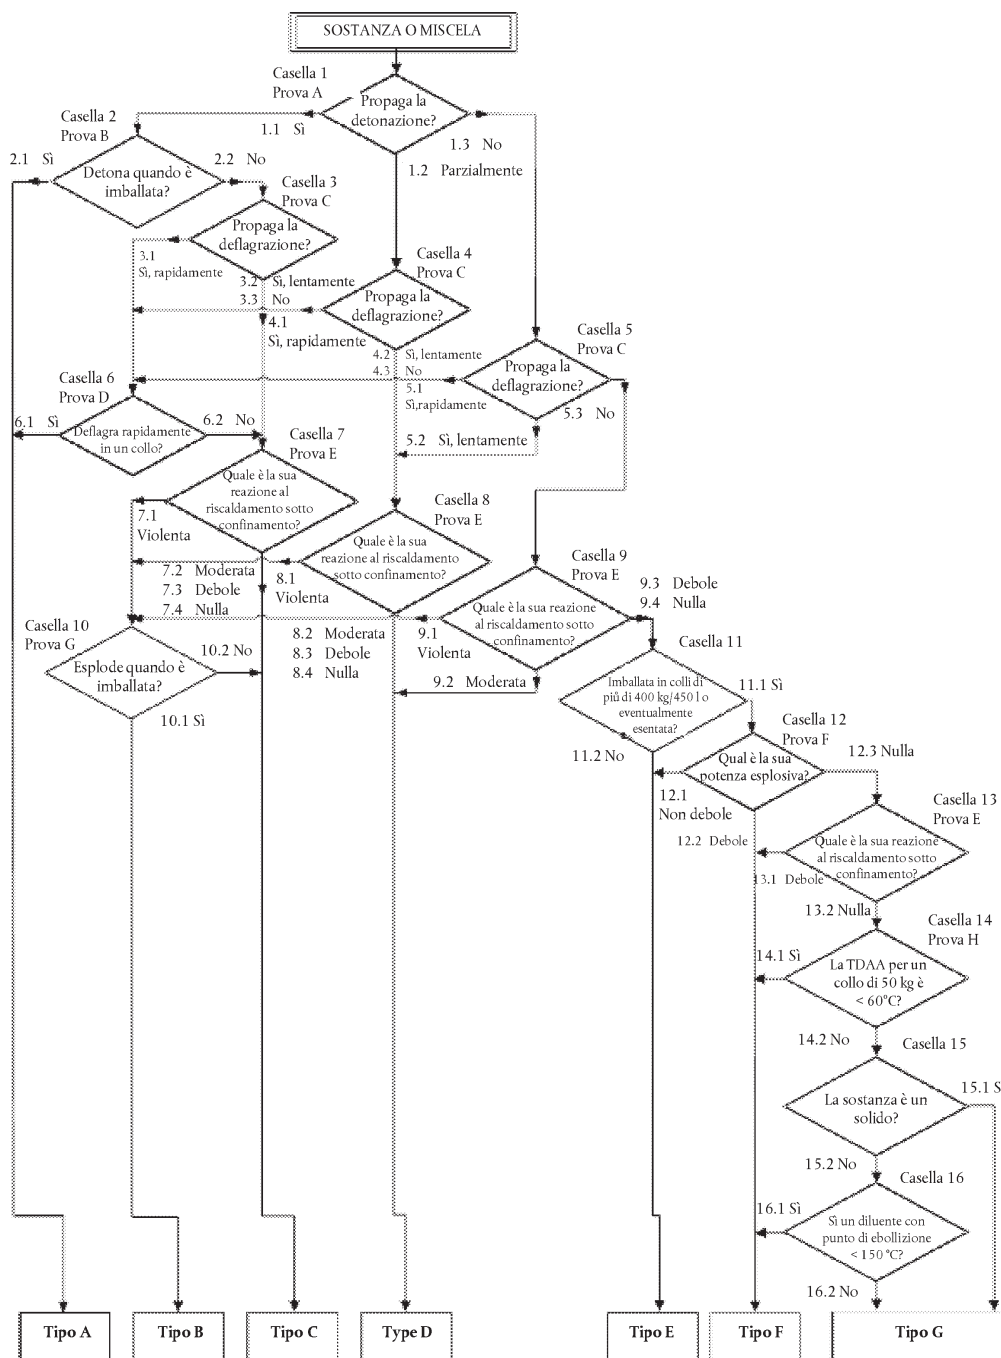 SOSTANZA O MISCELA
Casella 1
Prova A
Propaga la
detonazione?
1.1 Sì
1.3 No
1.2 Parzialmente
Casella 2
Prova B
2.1 Sì
2.2 No
Detona quando è
imballata?
Casella 3
Prova C
Propaga la
deflagrazione?
3.1
Sì, rapidamente
3.2 Sì, lentamente
3.3 No
Casella 4
Prova C
Propaga la
deflagrazione?
4.1
Sì, rapidamente
4.2 Sì, lentamente
4.3 No
Casella 5
Prova C
Propaga la
deflagrazione?
5.1
Sì,rapidamente
5.3 No
5.2 Sì, lentamente
Casella 6
Prova D
6.1 Sì
6.2 No
Deflagra rapidamente
in un collo?
Casella 7
Prova E
Quale è la sua
reazione al
riscaldamento sotto
confinamento?
7.1
Violenta
7.2 Moderata
7.3 Debole
7.4 Nulla
Casella 8
Prova E
Quale è la sua
reazione al riscaldamento
sotto confinamento?
8.1
Violenta
8.2 Moderata
8.3 Debole
8.4 Nulla
Casella 9
Prova E
Quale è la sua reazione
al riscaldamento sotto
confinamento?
9.1
Violenta
9.2 Moderata
9.3 Debole
9.4 Nulla
Casella 10
Prova G
Esplode quando è
imballata?
10.2 No
10.1 Sì
Casella 11
Imballata in colli di
più di 400 kg/450 l o
eventualmente
esentata?
11.1 Sì
11.2 No
Casella 12
Prova F
Qual è la sua
potenza esplosiva?
12.3 Nulla
12.1
Non debole
12.2 Debole
Casella 13
Prova E
Quale è la sua reazione
al riscaldamento sotto
confinamento?
13.1 Debole
13.2 Nulla
Casella 14
Prova H
14.1 Sì
La TDAA per un
collo di 50 kg è
< 60°C?
14.2 No
Casella 15
La sostanza è un
solido?
15.1 S
15.2 No
Casella 16
16.1 Sì
Sì un diluente con
punto di ebollizione
< 150 °C?
16.2 No
Tipo A
Tipo B
Tipo C
Type D
Tipo E
Tipo F
Tipo G